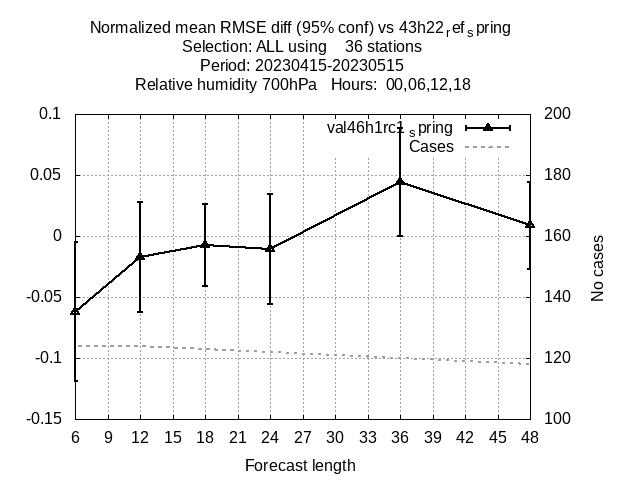 Normalized mean RMSE diff (95% conf) vs 43h22refspring
Selection: ALL using 36 stations
Period: 20230415-20230515
Relative humidity 700hPa Hours: 00,06,12,18
val46h1rc1spring
Cases
0.1
0.05
0
-0.05
-0.1
-0.15
200
180
160
140
120
100
No cases
6 9 12 15 18 21 24 27 30 33 36 39 42 45 48
Forecast length